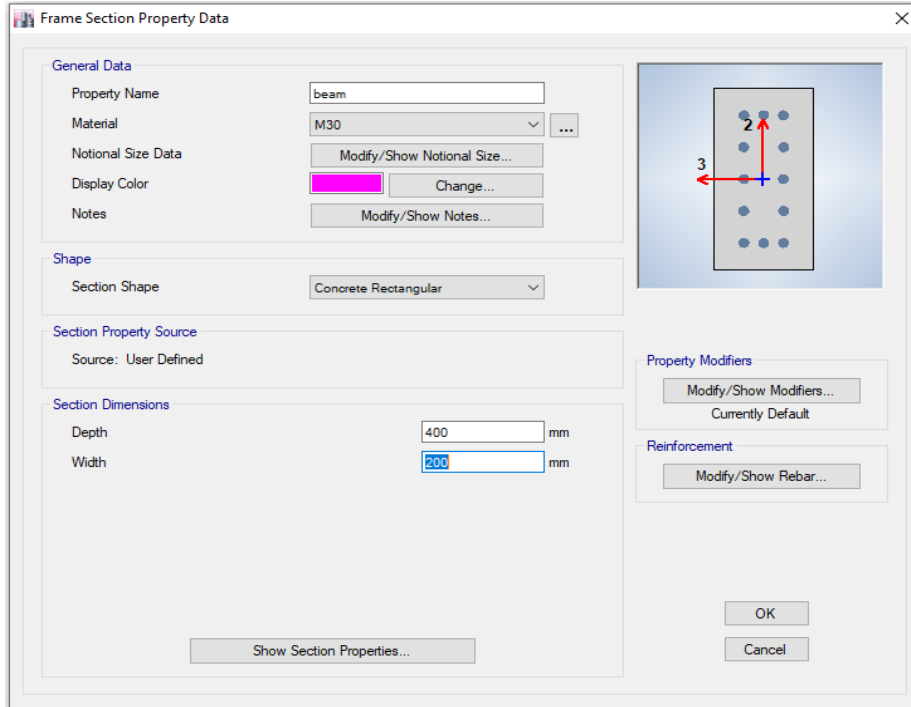 Frame Section Property Data
General Data
Property Name beam
Material M30 ...
Notional Size Data Modify/Show Notional Size...
Display Color Change...
Notes Modify/Show Notes...
Shape
Section Shape Concrete Rectangular
Section Property Source
Source: User Defined
Section Dimensions
Depth 400 mm
Width 200 mm
Show Section Properties...
2
3
Property Modifiers
Modify/Show Modifiers...
Currently Default
Reinforcement
Modify/Show Rebar...
OK
Cancel